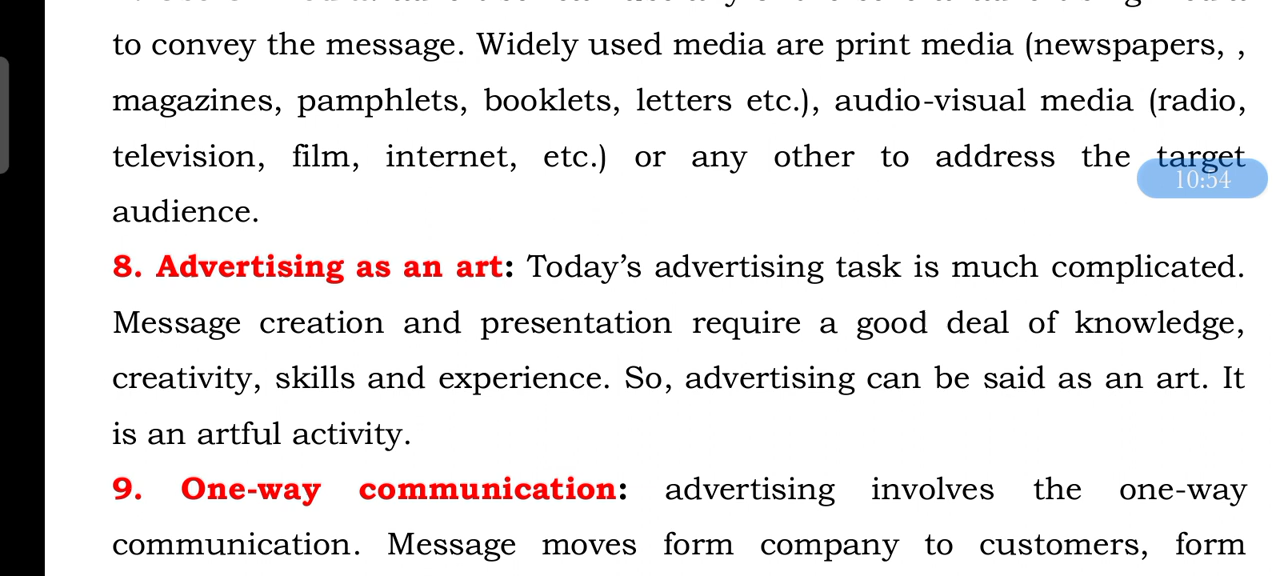 to convey the message. Widely used media are print media (newspapers, ,
magazines, pamphlets, booklets, letters etc.), audio-visual media (radio,
television, film, internet, etc.) or any other to address the target
10:54
audience.
8. Advertising as an art: Today's advertising task is much complicated.
Message creation and presentation require a good deal of knowledge,
creativity, skills and experience. So, advertising can be said as an art. It
is an artful activity.
9. One-way communication: advertising involves the one-way
communication. Message moves form company to customers, form